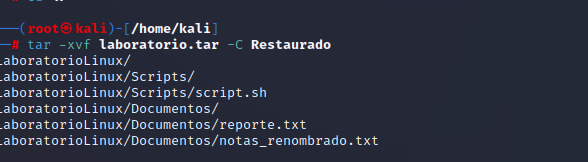 (root㉿kali)-[/home/kali]
# tar -xvf laboratorio.tar -C Restaurado
LaboratorioLinux/
LaboratorioLinux/Scripts/
LaboratorioLinux/Scripts/script.sh
LaboratorioLinux/Documentos/
LaboratorioLinux/Documentos/reporte.txt
LaboratorioLinux/Documentos/notas_renombrado.txt